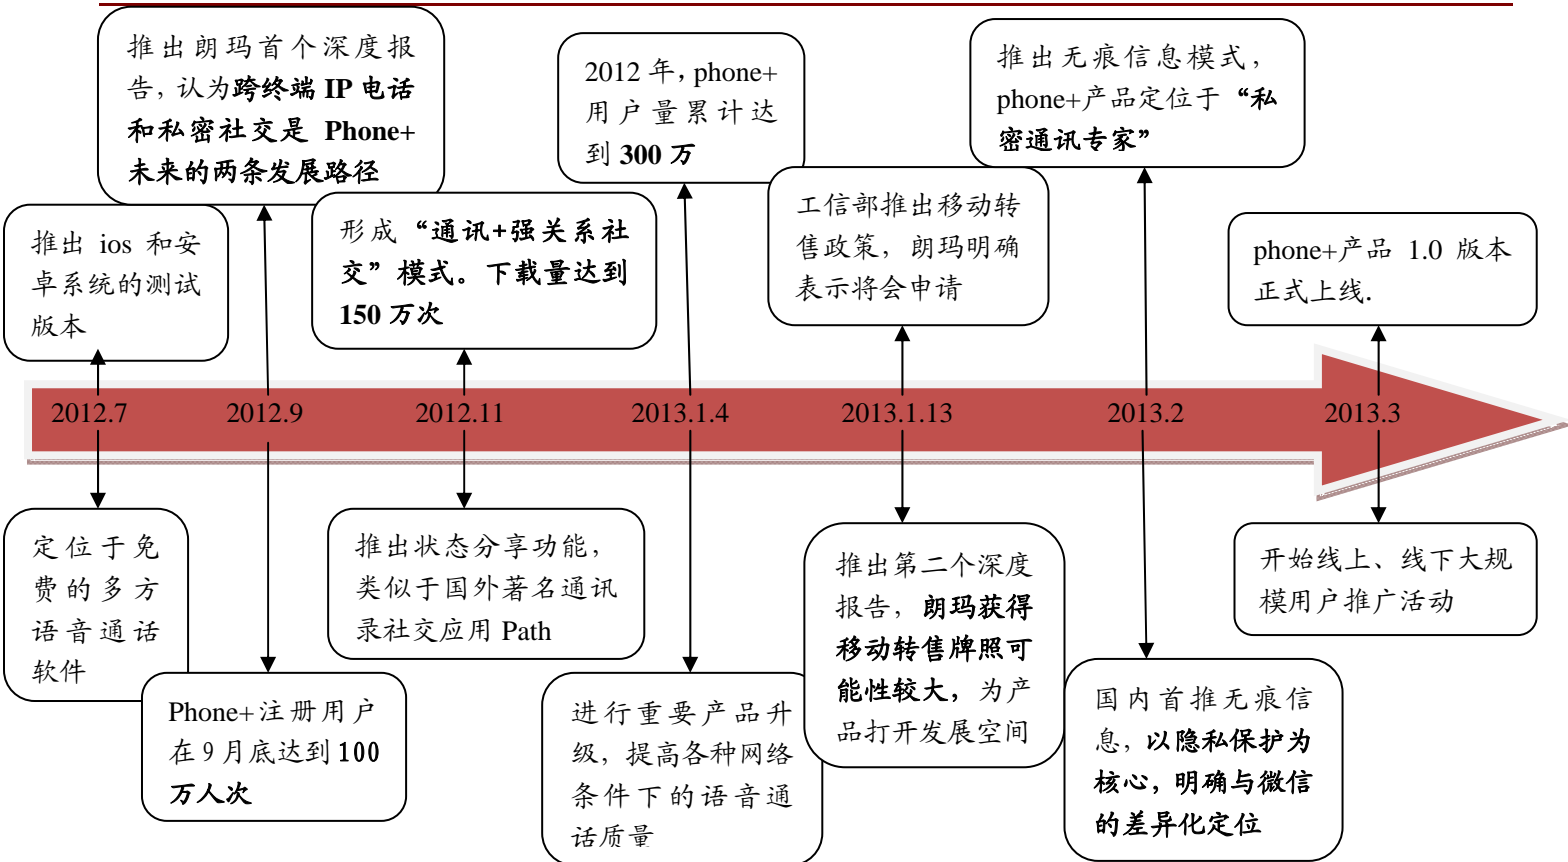 推出朗玛首个深度报
告，认为跨终端 IP 电话
和私密社交是 Phone+
未来的两条发展路径
2012 年，phone+
用户量累计达
到 300 万
推出无痕信息模式，
phone+产品定位于“私
密通讯专家”
推出 ios 和安
卓系统的测试
版本
形成“通讯+强关系社
交”模式。下载量达到
150 万次
工信部推出移动转
售政策，朗玛明确
表示将会申请
phone+产品 1.0 版本
正式上线.
2012.7
2012.9
2012.11
2013.1.4
2013.1.13
2013.2
2013.3
定位于免
费的多方
语音通话
软件
Phone+注册用户
在 9 月底达到 100
万人次
推出状态分享功能，
类似于国外著名通讯
录社交应用 Path
进行重要产品升
级，提高各种网络
条件下的语音通
话质量
推出第二个深度
报告，朗玛获得
移动转售牌照可
能性较大，为产
品打开发展空间
国内首推无痕信
息，以隐私保护为
核心，明确与微信
的差异化定位
开始线上、线下大规
模用户推广活动